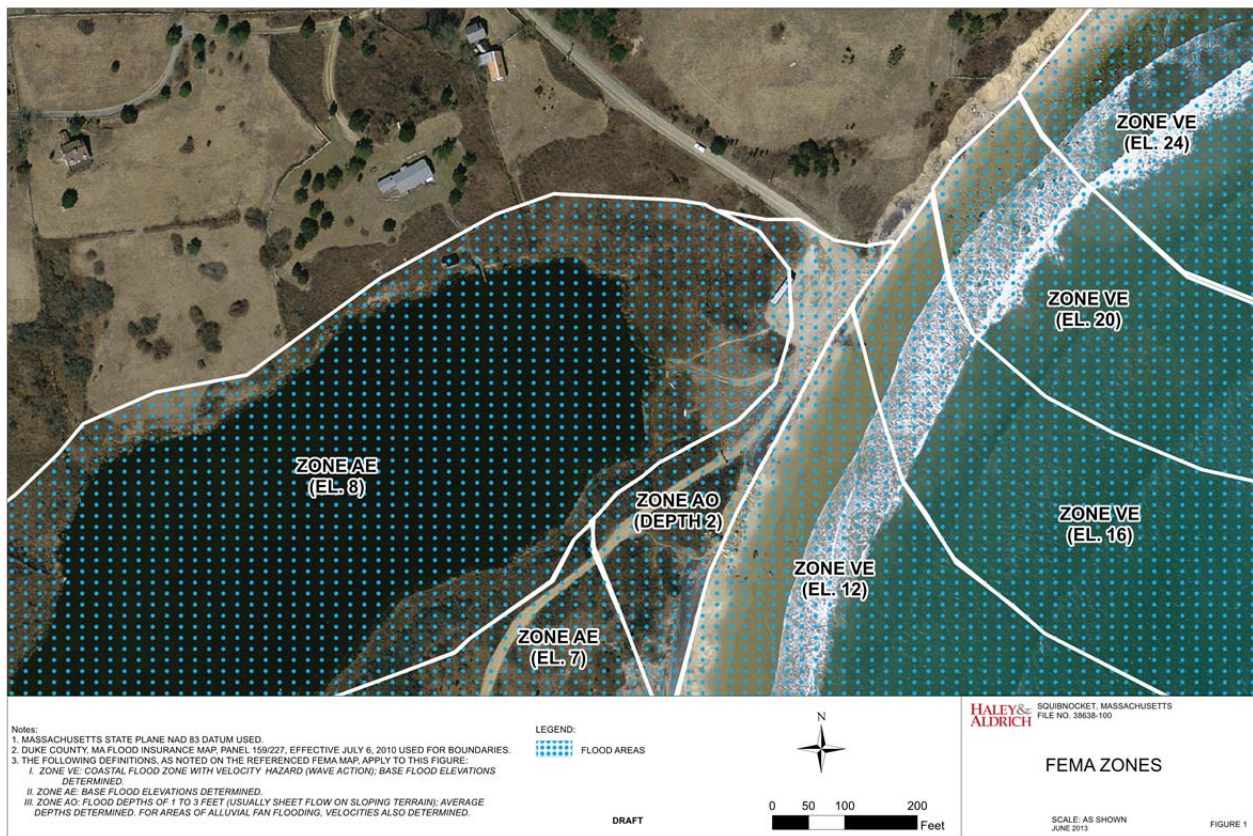 ZONE VE
(EL. 24)
ZONE VE
(EL. 20)
ZONE AE
(EL. 8)
ZONE AO
(DEPTH 2)
ZONE VE
(EL. 16)
ZONE VE
(EL. 12)
ZONE AE
(EL. 7)
Notes:
1. MASSACHUSETTS STATE PLANE NAD 83 DATUM USED.
2. DUKE COUNTY, MA FLOOD INSURANCE MAP, PANEL 159/227, EFFECTIVE JULY 6, 2010 USED FOR BOUNDARIES.
3. THE FOLLOWING DEFINITIONS, AS NOTED ON THE REFERENCED FEMA MAP, APPLY TO THIS FIGURE:
I. ZONE VE: COASTAL FLOOD ZONE WITH VELOCITY HAZARD (WAVE ACTION); BASE FLOOD ELEVATIONS
DETERMINED.
II. ZONE AE: BASE FLOOD ELEVATIONS DETERMINED.
III. ZONE AO: FLOOD DEPTHS OF 1 TO 3 FEET (USUALLY SHEET FLOW ON SLOPING TERRAIN); AVERAGE
DEPTHS DETERMINED. FOR AREAS OF ALLUVIAL FAN FLOODING, VELOCITIES ALSO DETERMINED.
LEGEND:
FLOOD AREAS
DRAFT
N
0 50 100 200
Feet
HALEY &
ALDRICH
SQUIBNOCKET, MASSACHUSETTS
FILE NO. 38638-100
FEMA ZONES
SCALE: AS SHOWN
JUNE 2013
FIGURE 1